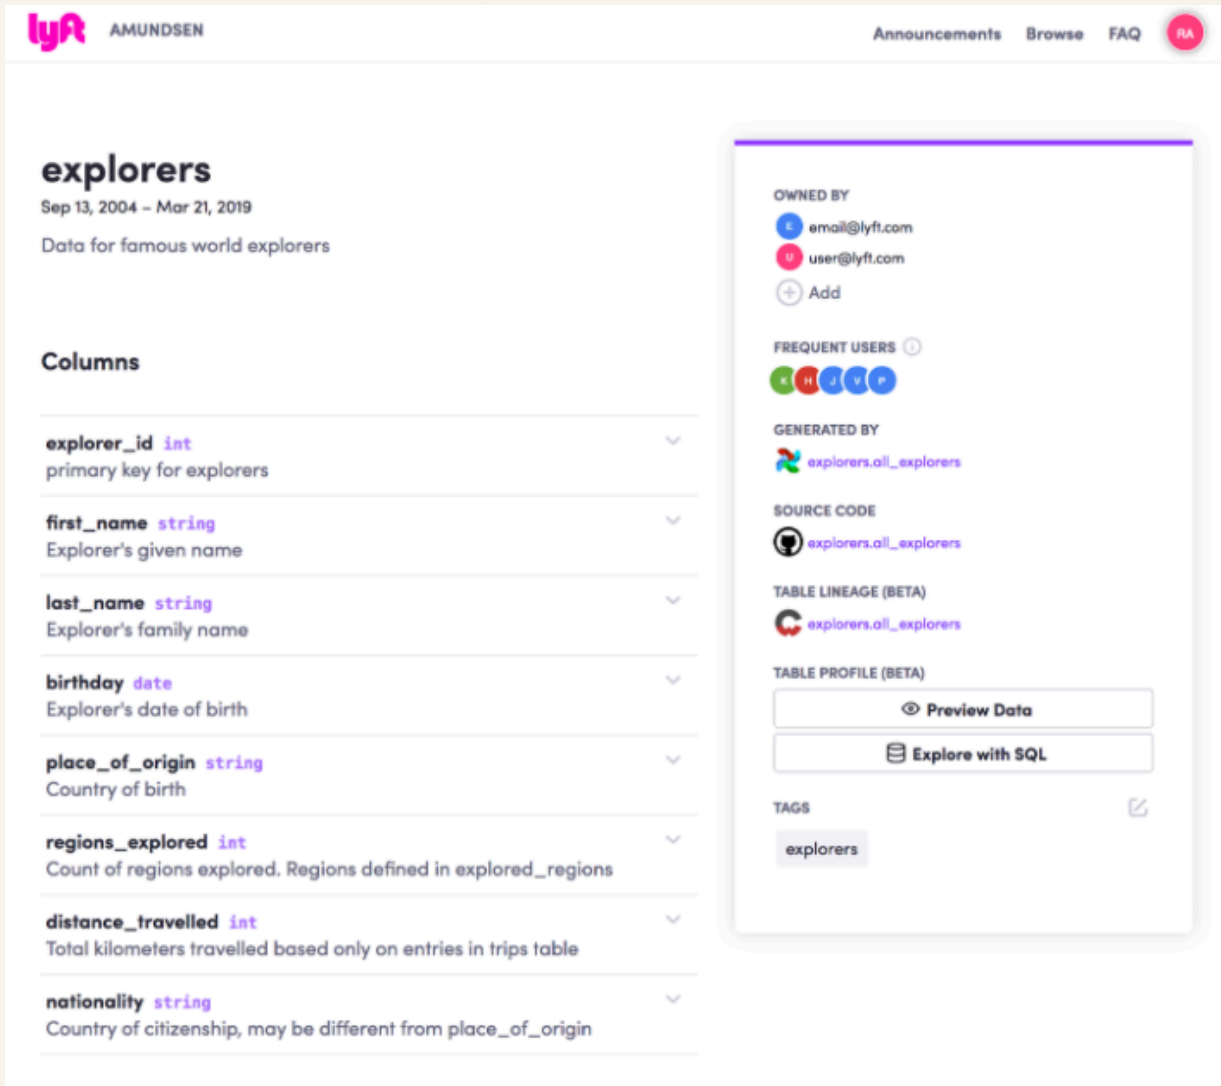 lyft AMUNDSEN
Announcements Browse FAQ RA
explorers
Sep 13, 2004 – Mar 21, 2019
Data for famous world explorers
Columns
explorer_id int
primary key for explorers
first_name string
Explorer's given name
last_name string
Explorer's family name
birthday date
Explorer's date of birth
place_of_origin string
Country of birth
regions_explored int
Count of regions explored. Regions defined in explored_regions
distance_travelled int
Total kilometers travelled based only on entries in trips table
nationality string
Country of citizenship, may be different from place_of_origin
OWNED BY
E email@lyft.com
U user@lyft.com
+ Add
FREQUENT USERS i
K H J V P
GENERATED BY
explorers.all_explorers
SOURCE CODE
explorers.all_explorers
TABLE LINEAGE (BETA)
explorers.all_explorers
TABLE PROFILE (BETA)
Preview Data
Explore with SQL
TAGS
explorers